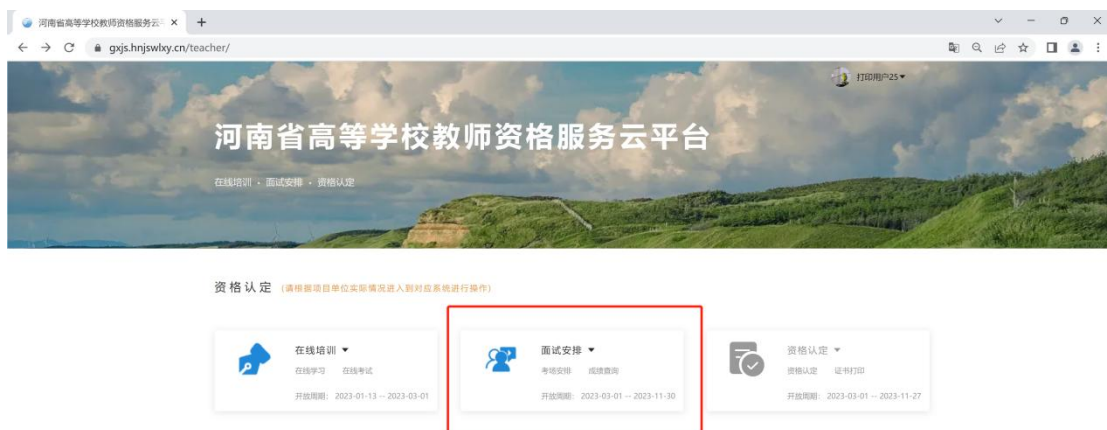 河南省高等学校教师资格服务云平
gxjs.hnjswlxy.cn/teacher/
打印用户25
河南省高等学校教师资格服务云平台
在线培训 · 面试安排 · 资格认定
资格认定 (请根据项目单位实际情况进入到对应系统进行操作)
在线培训
在线学习 在线考试
开放周期: 2023-01-13 -- 2023-03-01
面试安排
考场安排 成绩查询
开放周期: 2023-03-01 -- 2023-11-30
资格认定
资格认定 证书打印
开放周期: 2023-03-01 -- 2023-11-27